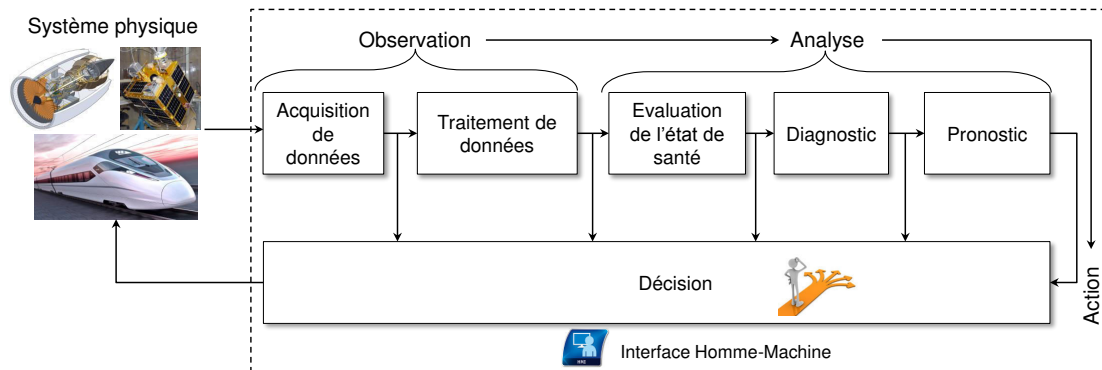 Système physique
Observation
Analyse
Acquisition
de
données
Traitement de
données
Evaluation
de l'état de
santé
Diagnostic
Pronostic
Décision
Action
HMI
Interface Homme-Machine